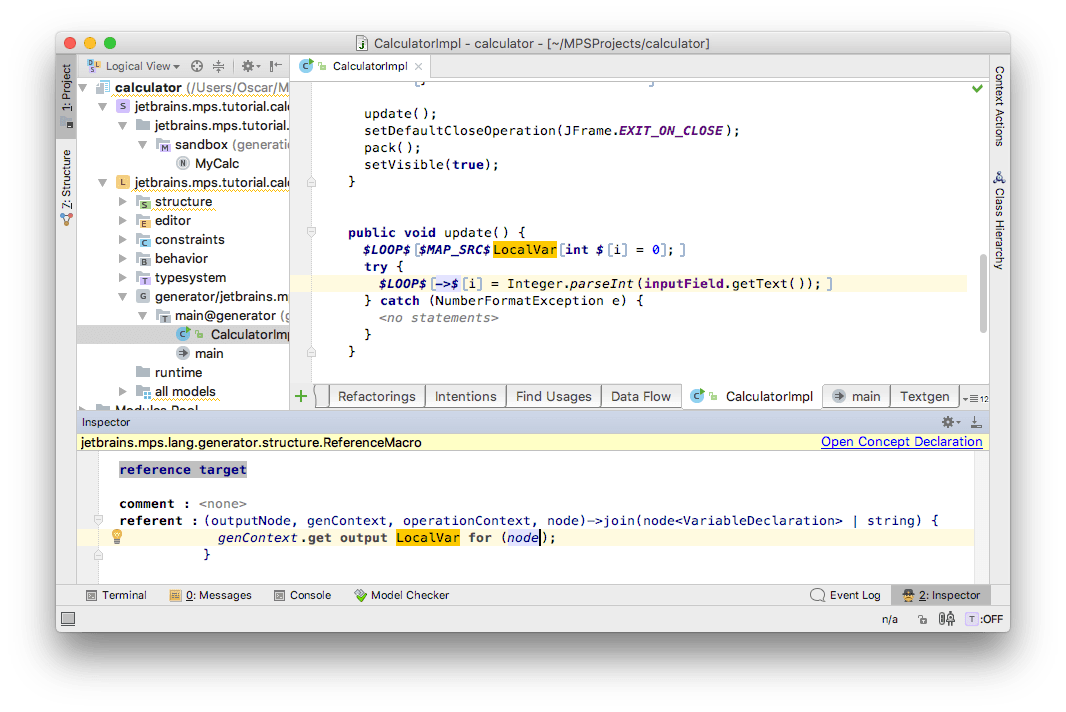 CalculatorImpl - calculator - [~/MPSProjects/calculator]
1: Project
7: Structure
Logical View
CalculatorImpl
calculator (/Users/Oscar/M
jetbrains.mps.tutorial.calc
jetbrains.mps.tutorial.
sandbox (generatio
MyCalc
jetbrains.mps.tutorial.calc
structure
editor
constraints
behavior
typesystem
generator/jetbrains.m
main@generator (g
CalculatorImpl
main
runtime
all models
Modules Pool
update();
setDefaultCloseOperation(JFrame.EXIT_ON_CLOSE);
pack();
setVisible(true);
}
public void update() {
$LOOP$[$MAP_SRC$LocalVar[int $[i] = 0];]
try {
$LOOP$[->$[i] = Integer.parseInt(inputField.getText());]
} catch (NumberFormatException e) {
<no statements>
}
}
Context Actions
Class Hierarchy
Refactorings
Intentions
Find Usages
Data Flow
CalculatorImpl
main
Textgen
12
Inspector
jetbrains.mps.lang.generator.structure.ReferenceMacro
Open Concept Declaration
reference target
comment : <none>
referent : (outputNode, genContext, operationContext, node)->join(node<VariableDeclaration> | string) {
genContext.get output LocalVar for (node);
}
Terminal
0: Messages
Console
Model Checker
Event Log
2: Inspector
n/a
T :OFF